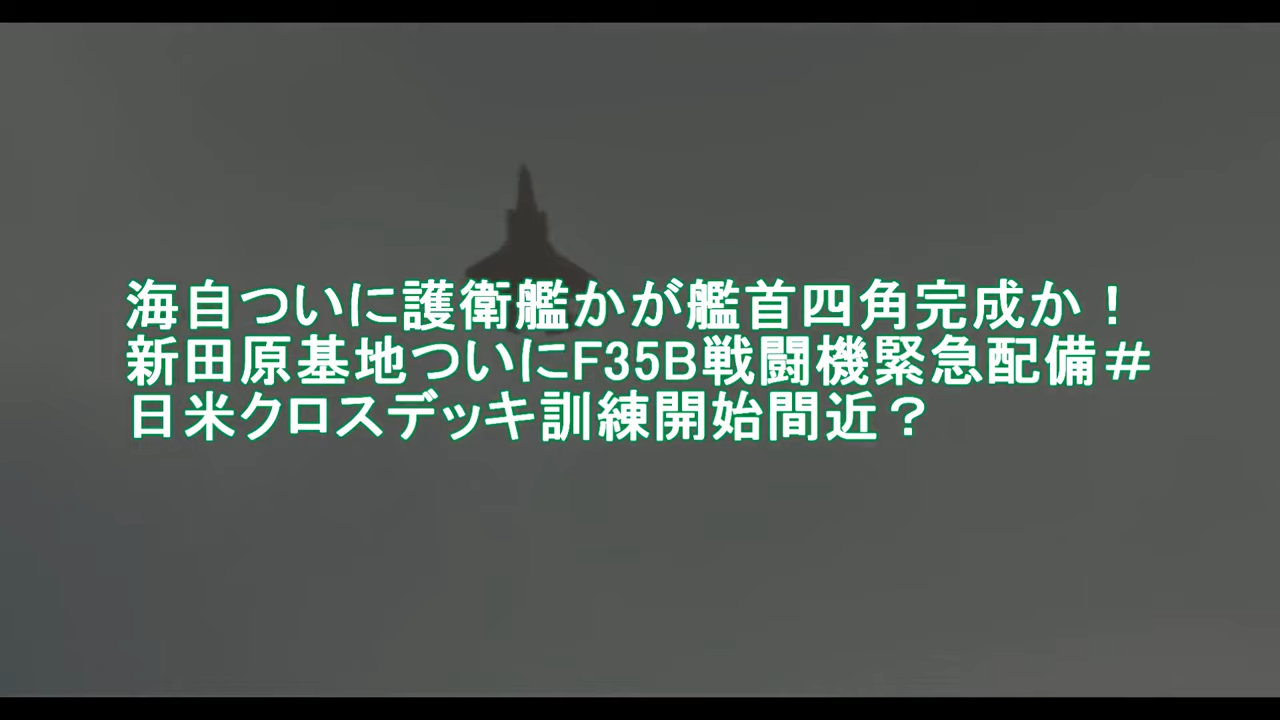 海自ついに護衛艦かが艦首四角完成か！
新田原基地ついにF35B戦闘機緊急配備＃
日米クロスデッキ訓練開始間近？